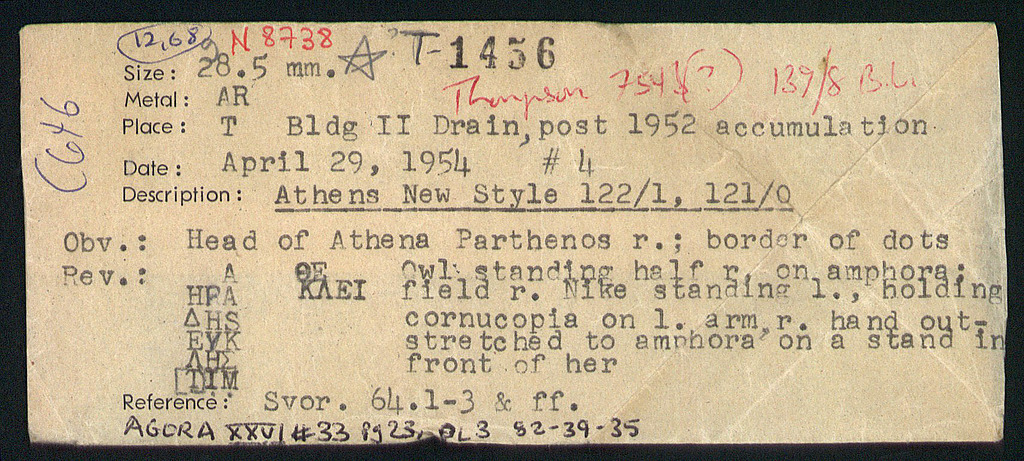 12,68 N 8738 T-1456
Size: 28.5 mm. Thompson 754 (?) 139/8 B.C.
Metal: AR
Place: T Bldg II Drain, post 1952 accumulation
Date: April 29, 1954 # 4
Description: Athens New Style 122/1, 121/0
Obv.: Head of Athena Parthenos r.; border of dots
Rev.: Α ΘΕ Owl standing half r. on amphora;
ΗΡΑ ΚΛΕΙ field r. Nike standing l., holding
ΔΗΣ cornucopia on l. arm, r. hand out-
ΕΥΚ stretched to amphora on a stand in
ΔΗΣ front of her
[ΤΙΜ
Reference: Svor. 64.1-3 & ff.
AGORA XXVI #33 pg 23, PL 3 82-39-35